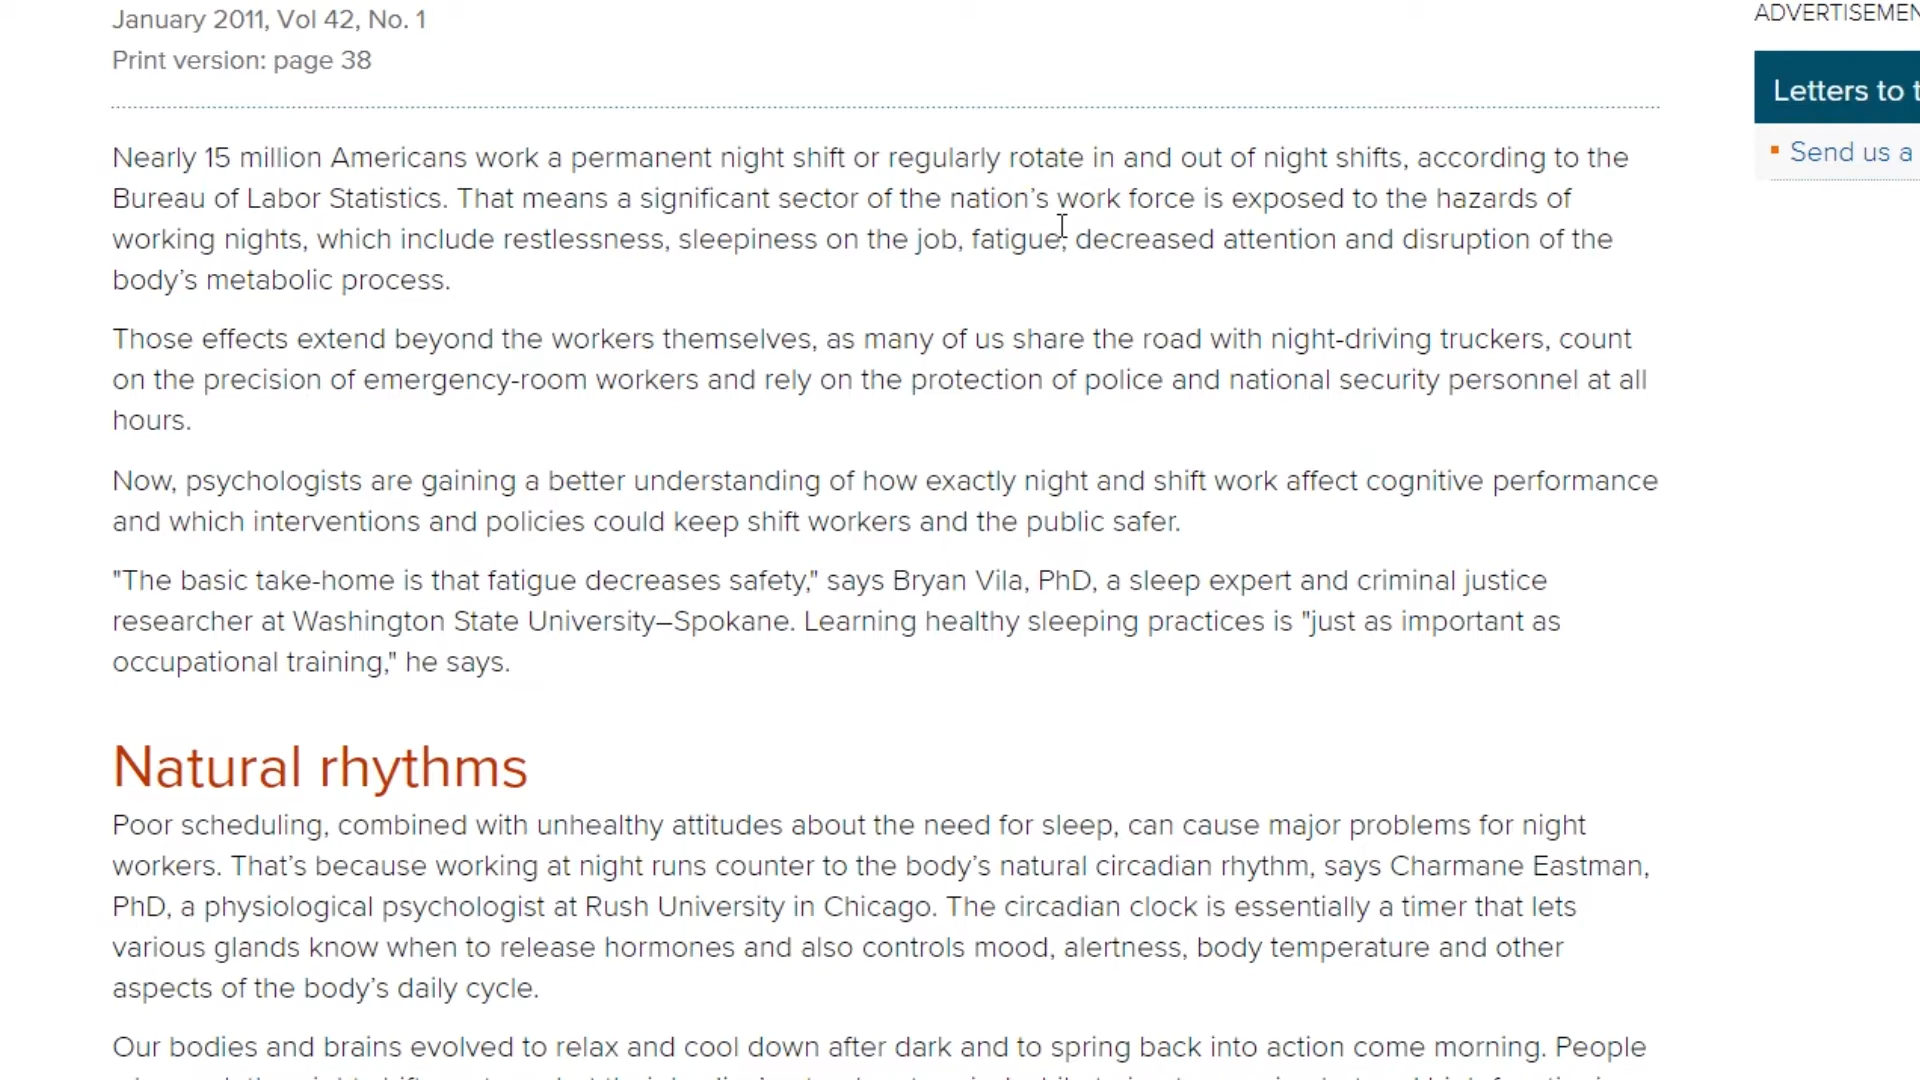 January 2011, Vol 42, No. 1
Print version: page 38
Nearly 15 million Americans work a permanent night shift or regularly rotate in and out of night shifts, according to the
Bureau of Labor Statistics. That means a significant sector of the nation’s work force is exposed to the hazards of
working nights, which include restlessness, sleepiness on the job, fatigue, decreased attention and disruption of the
body’s metabolic process.
Those effects extend beyond the workers themselves, as many of us share the road with night-driving truckers, count
on the precision of emergency-room workers and rely on the protection of police and national security personnel at all
hours.
Now, psychologists are gaining a better understanding of how exactly night and shift work affect cognitive performance
and which interventions and policies could keep shift workers and the public safer.
"The basic take-home is that fatigue decreases safety," says Bryan Vila, PhD, a sleep expert and criminal justice
researcher at Washington State University–Spokane. Learning healthy sleeping practices is "just as important as
occupational training," he says.
Natural rhythms
Poor scheduling, combined with unhealthy attitudes about the need for sleep, can cause major problems for night
workers. That’s because working at night runs counter to the body’s natural circadian rhythm, says Charmane Eastman,
PhD, a physiological psychologist at Rush University in Chicago. The circadian clock is essentially a timer that lets
various glands know when to release hormones and also controls mood, alertness, body temperature and other
aspects of the body’s daily cycle.
Our bodies and brains evolved to relax and cool down after dark and to spring back into action come morning. People
ADVERTISEMEN
Letters to t
Send us a